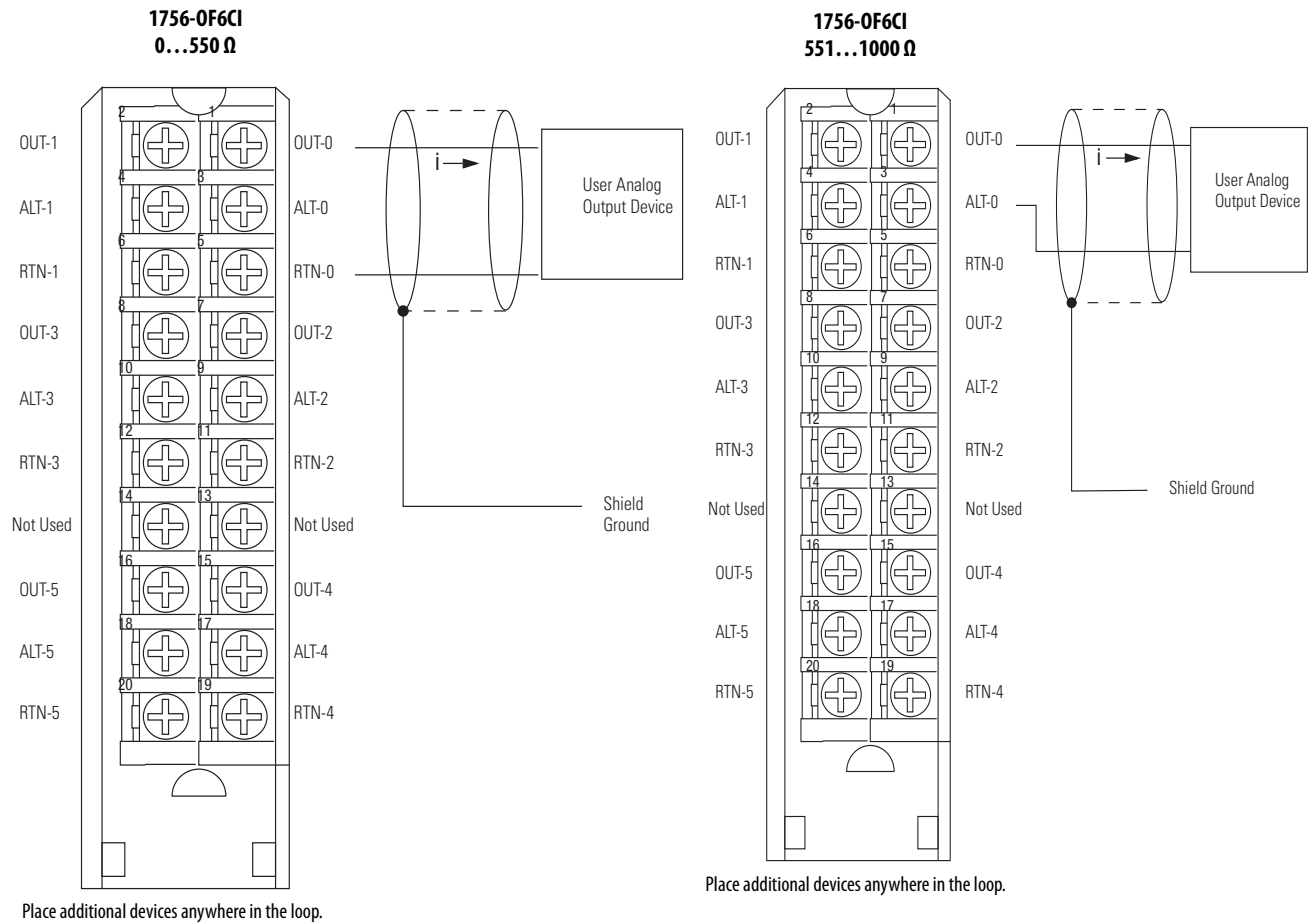 1756-OF6CI
0…550 Ω
2 1
OUT-1 OUT-0
4 3
ALT-1 ALT-0
6 5
RTN-1 RTN-0
8 7
OUT-3 OUT-2
10 9
ALT-3 ALT-2
12 11
RTN-3 RTN-2
14 13
Not Used Not Used
16 15
OUT-5 OUT-4
18 17
ALT-5 ALT-4
20 19
RTN-5 RTN-4
i
User Analog
Output Device
Shield
Ground
Place additional devices anywhere in the loop.
1756-OF6CI
551…1000 Ω
2 1
OUT-1 OUT-0
4 3
ALT-1 ALT-0
6 5
RTN-1 RTN-0
8 7
OUT-3 OUT-2
10 9
ALT-3 ALT-2
12 11
RTN-3 RTN-2
14 13
Not Used Not Used
16 15
OUT-5 OUT-4
18 17
ALT-5 ALT-4
20 19
RTN-5 RTN-4
i
User Analog
Output Device
Shield Ground
Place additional devices anywhere in the loop.